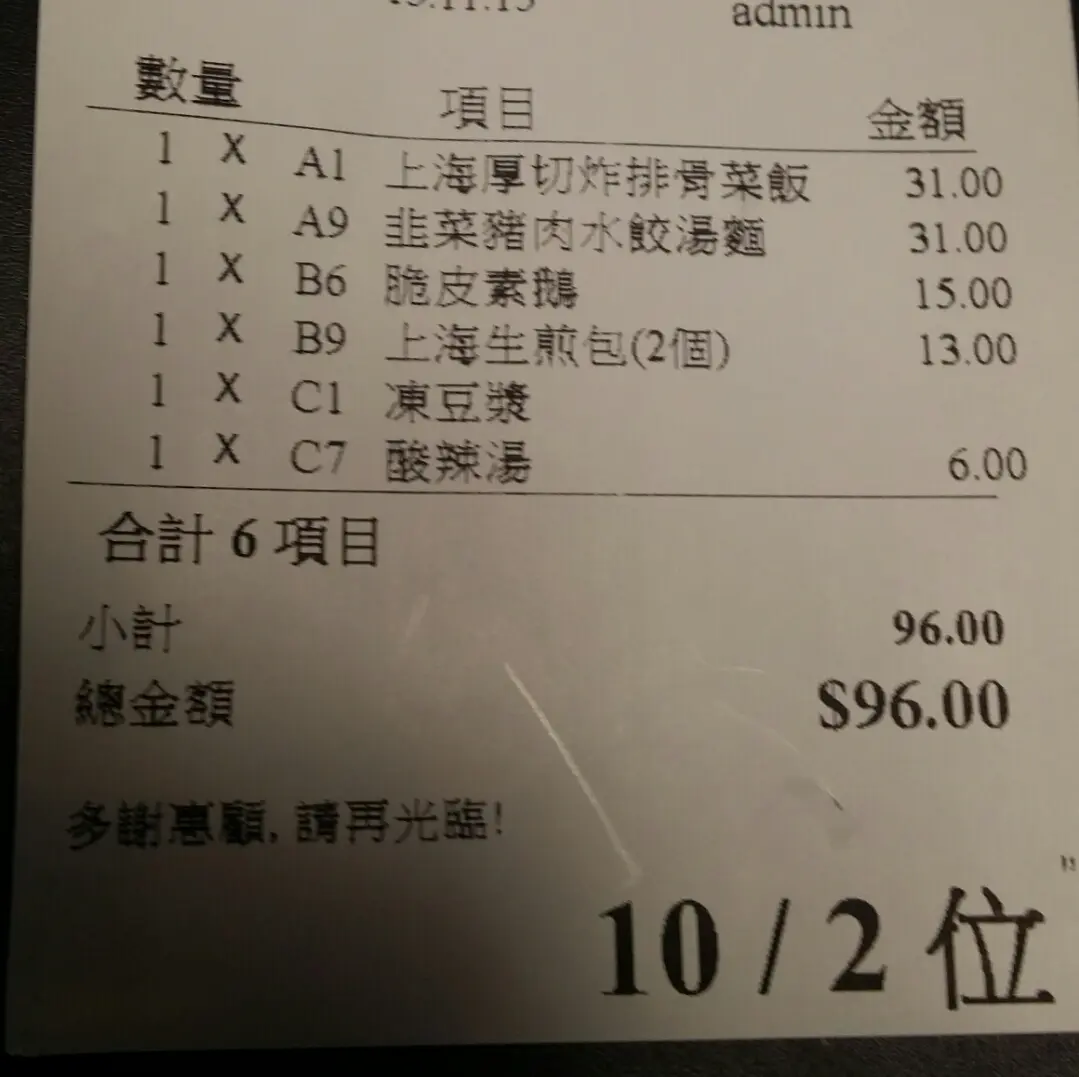 admin
數量 項目 金額
1 X A1 上海厚切炸排骨菜飯 31.00
1 X A9 韭菜豬肉水餃湯麵 31.00
1 X B6 脆皮素鵝 15.00
1 X B9 上海生煎包(2個) 13.00
1 X C1 凍豆漿
1 X C7 酸辣湯 6.00
合計 6 項目
小計 96.00
總金額 $96.00
多謝惠顧, 請再光臨!
10 / 2 位